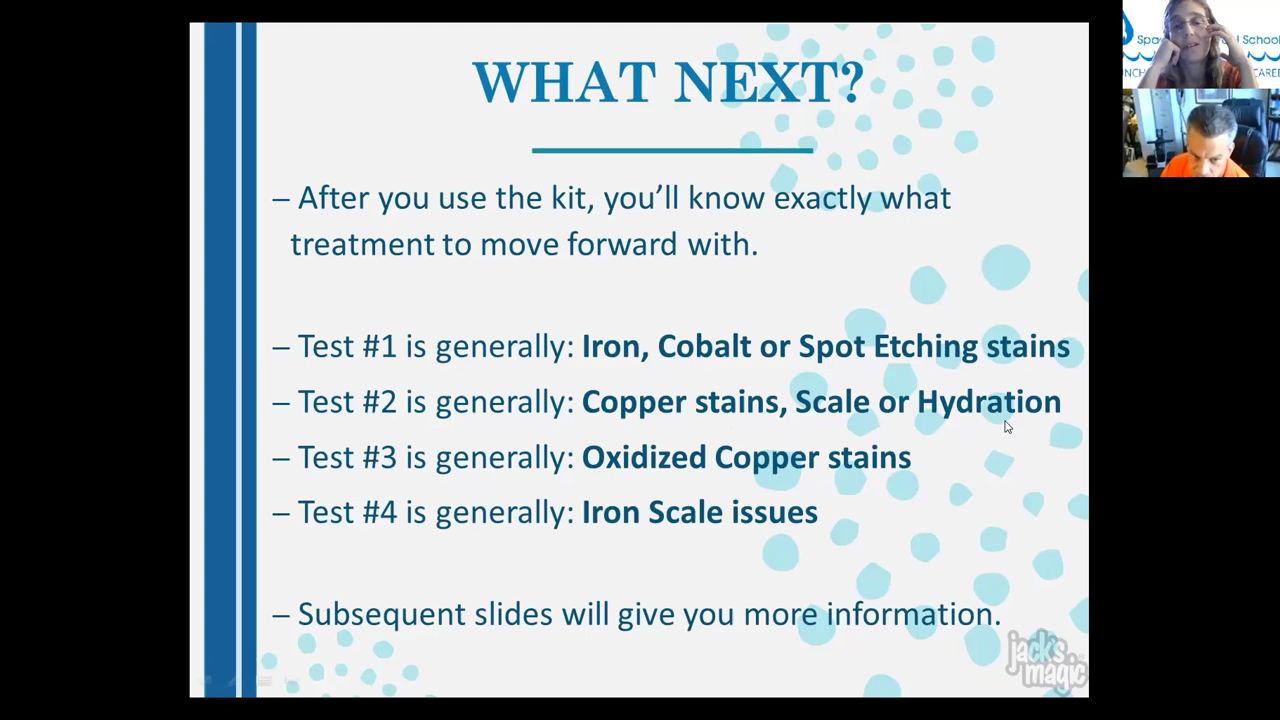 WHAT NEXT?
– After you use the kit, you’ll know exactly what
treatment to move forward with.
– Test #1 is generally: Iron, Cobalt or Spot Etching stains
– Test #2 is generally: Copper stains, Scale or Hydration
– Test #3 is generally: Oxidized Copper stains
– Test #4 is generally: Iron Scale issues
– Subsequent slides will give you more information.
jack's
magic
School
CAREE